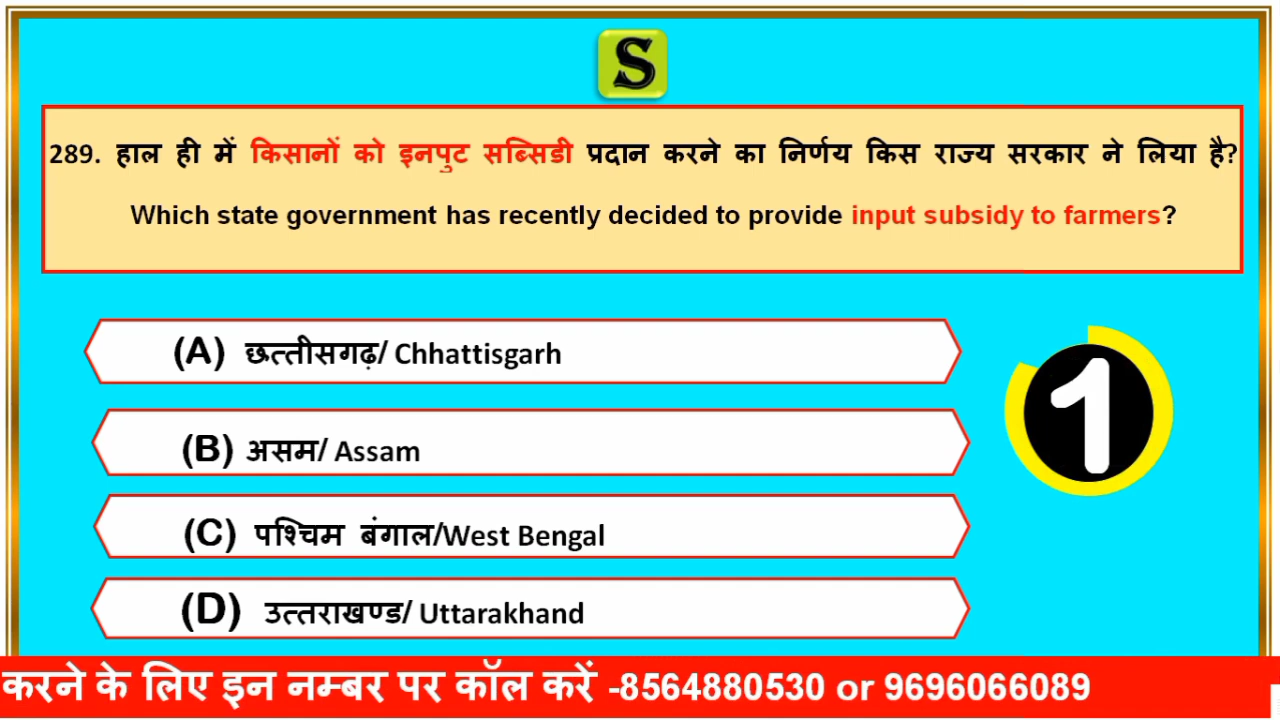 S
289. हाल ही में किसानों को इनपुट सब्सिडी प्रदान करने का निर्णय किस राज्य सरकार ने लिया है?
Which state government has recently decided to provide input subsidy to farmers?
(A) छत्तीसगढ़/ Chhattisgarh
1
(B) असम/ Assam
(C) पश्चिम बंगाल/West Bengal
(D) उत्तराखण्ड/ Uttarakhand
करने के लिए इन नम्बर पर कॉल करें -8564880530 or 9696066089